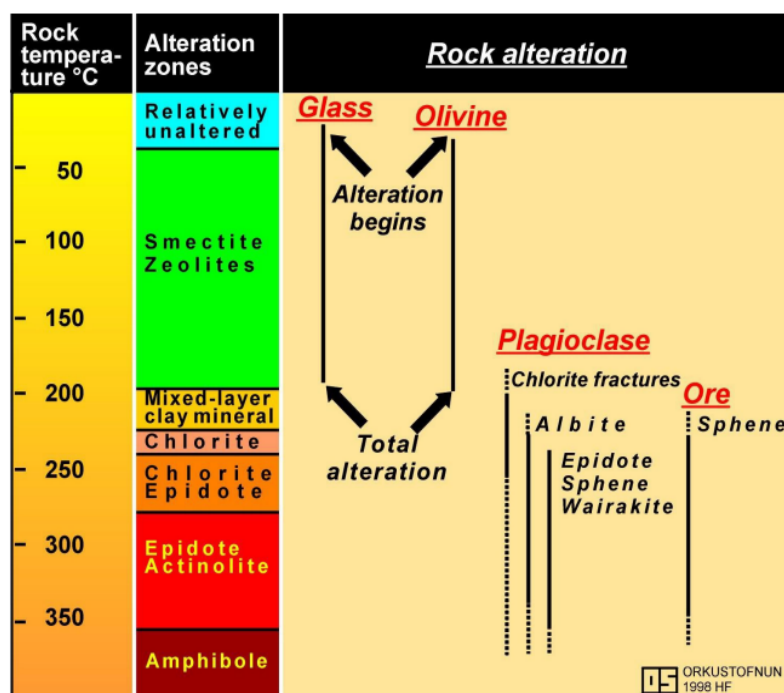 Rock
tempera-
ture °C
Alteration
zones
Rock alteration
50
100
150
200
250
300
350
Relatively
unaltered
Smectite
Zeolites
Mixed-layer
clay mineral
Chlorite
Chlorite
Epidote
Epidote
Actinolite
Amphibole
Glass
Olivine
Alteration
begins
Total
alteration
Plagioclase
Chlorite fractures
Albite
Epidote
Sphene
Wairakite
Ore
Sphene
OS
ORKUSTOFNUN
1998 HF